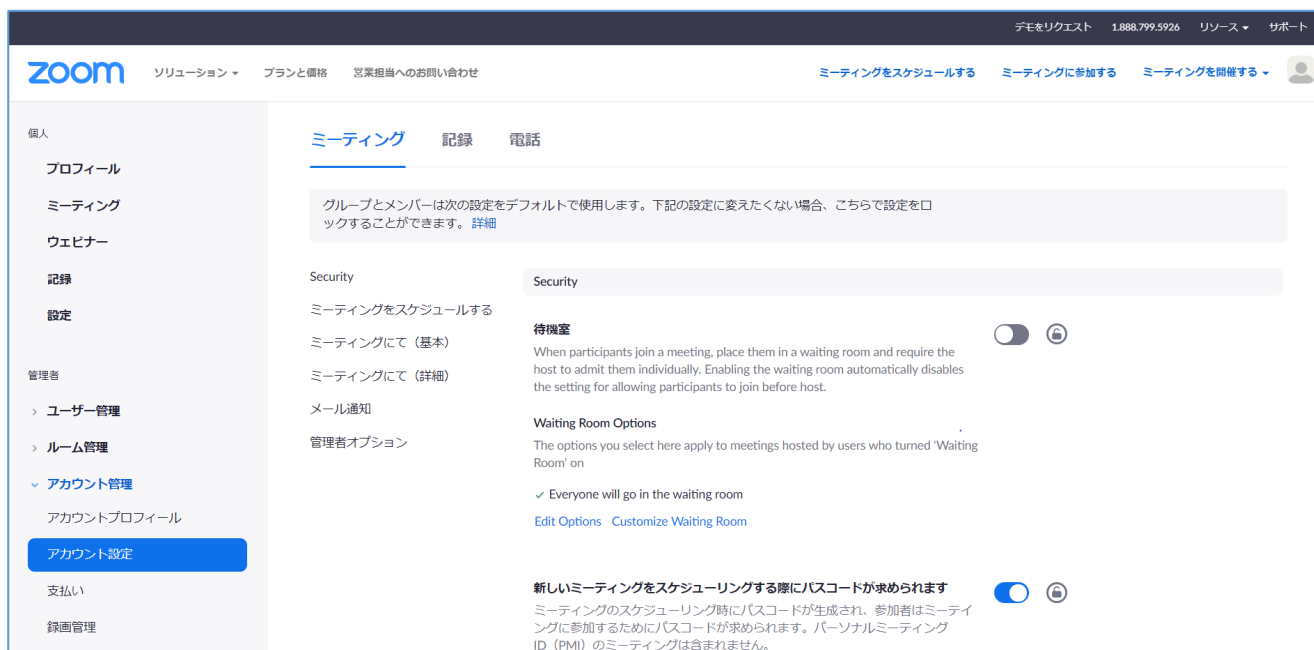 デモをリクエスト 1.888.799.5926 リソース サポート
zoom ソリューション プランと価格 営業担当へのお問い合わせ ミーティングをスケジュールする ミーティングに参加する ミーティングを開催する
個人
プロフィール
ミーティング
ウェビナー
記録
設定
管理者
ユーザー管理
ルーム管理
アカウント管理
アカウントプロフィール
アカウント設定
支払い
録画管理
ミーティング 記録 電話
グループとメンバーは次の設定をデフォルトで使用します。下記の設定に変えたくない場合、こちらで設定をロ
ックすることができます。 詳細
Security
ミーティングをスケジュールする
ミーティングにて（基本）
ミーティングにて（詳細）
メール通知
管理者オプション
Security
待機室
When participants join a meeting, place them in a waiting room and require the
host to admit them individually. Enabling the waiting room automatically disables
the setting for allowing participants to join before host.
Waiting Room Options
The options you select here apply to meetings hosted by users who turned 'Waiting
Room' on
✓ Everyone will go in the waiting room
Edit Options Customize Waiting Room
新しいミーティングをスケジューリングする際にパスコードが求められます
ミーティングのスケジューリング時にパスコードが生成され、参加者はミーティ
ングに参加するためにパスコードが求められます。パーソナルミーティング
ID（PMI）のミーティングは含まれません。